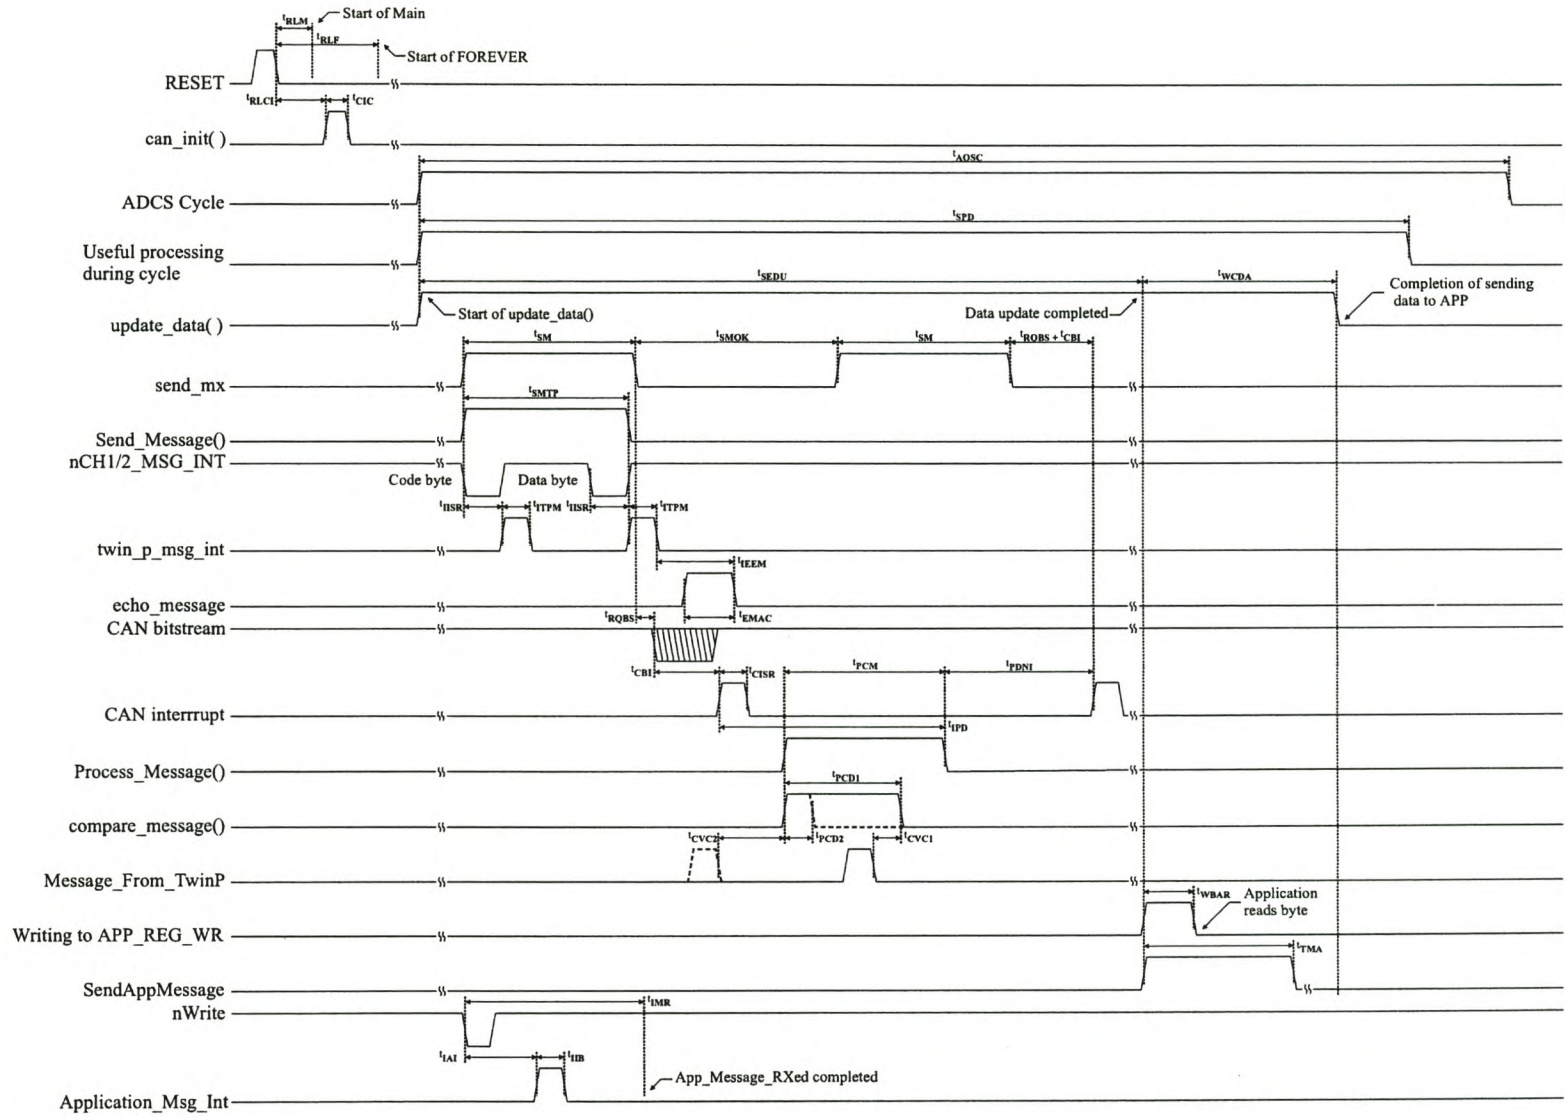 tRLM
Start of Main
tRLF
Start of FOREVER
RESET
tRLCI
tCIC
can_init( )
tAOSC
ADCS Cycle
tSPD
Useful processing
during cycle
tSEDU
tWCDA
Completion of sending
data to APP
Start of update_data()
Data update completed
update_data( )
tSM
tSMOK
tSM
tRQBS + tCBI
send_mx
tSMTP
Send_Message()
nCH1/2_MSG_INT
Code byte
Data byte
tIISR
tITPM
tIISR
tITPM
twin_p_msg_int
tIEEM
echo_message
tRQBS
tEMAC
CAN bitstream
tCBI
tCISR
tPCM
tPDNI
CAN interrrupt
tIPD
Process_Message()
tPCD1
compare_message()
tCVC2
tPCD2
tCVC1
Message_From_TwinP
tWBAR
Application
reads byte
Writing to APP_REG_WR
tTMA
SendAppMessage
tIMR
nWrite
tIAI
tIIB
App_Message_RXed completed
Application_Msg_Int